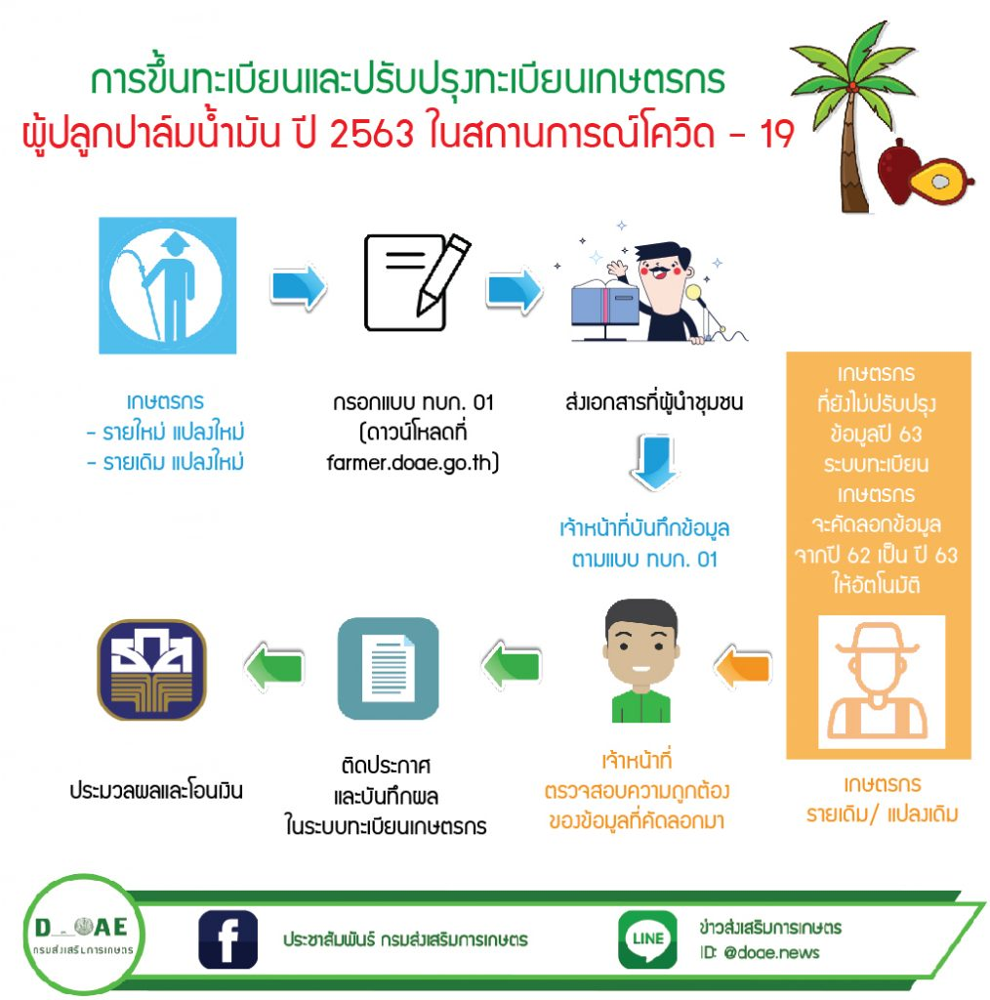 การขึ้นทะเบียนและปรับปรุงทะเบียนเกษตรกร
ผู้ปลูกปาล์มน้ำมัน ปี 2563 ในสถานการณ์โควิด - 19
เกษตรกร
- รายใหม่ แปลงใหม่
- รายเดิม แปลงใหม่
กรอกแบบ ทบก. 01
(ดาวน์โหลดที่
farmer.doae.go.th)
ส่งเอกสารที่ผู้นำชุมชน
เจ้าหน้าที่บันทึกข้อมูล
ตามแบบ ทบก. 01
เกษตรกร
ที่ยังไม่ปรับปรุง
ข้อมูลปี 63
ระบบทะเบียน
เกษตรกร
จะคัดลอกข้อมูล
จากปี 62 เป็น ปี 63
ให้อัตโนมัติ
เกษตรกร
รายเดิม/ แปลงเดิม
เจ้าหน้าที่
ตรวจสอบความถูกต้อง
ของข้อมูลที่คัดลอกมา
ติดประกาศ
และบันทึกผล
ในระบบทะเบียนเกษตรกร
ธกส
ประมวลผลและโอนเงิน
D_.AE
กรมส่งเสริมการเกษตร
f
ประชาสัมพันธ์ กรมส่งเสริมการเกษตร
LINE
ข่าวส่งเสริมการเกษตร
ID: @doae.news